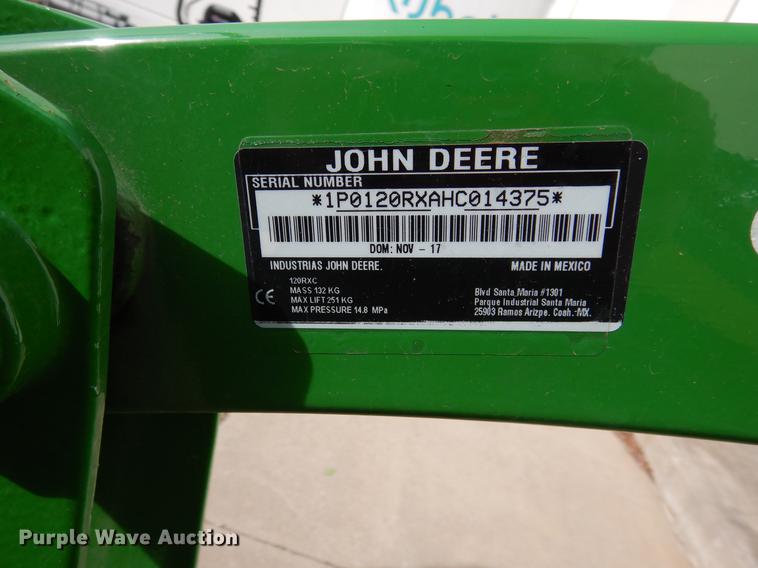 JOHN DEERE
SERIAL NUMBER
*1P0120RXAHC014375*
DOM: NOV - 17
INDUSTRIAS JOHN DEERE. MADE IN MEXICO
120RXC
MASS 132 KG
MAX LIFT 251 KG
MAX PRESSURE 14.8 MPa
CE
Blvd Santa Maria #1301
Parque Industrial Santa Maria
25903 Ramos Arizpe. Coah.-MX.
Purple Wave Auction